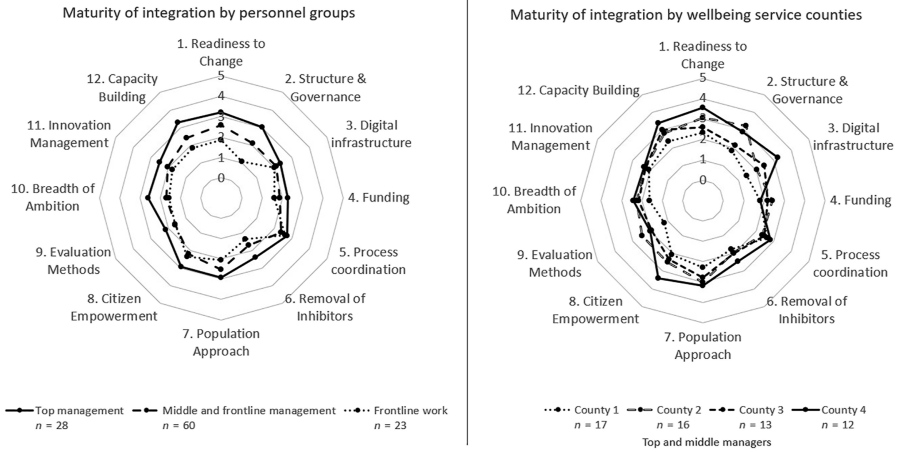 Maturity of integration by personnel groups
1. Readiness to
Change
2. Structure &
Governance
3. Digital
infrastructure
4. Funding
5. Process
coordination
6. Removal of
Inhibitors
7. Population
Approach
8. Citizen
Empowerment
9. Evaluation
Methods
10. Breadth of
Ambition
11. Innovation
Management
12. Capacity
Building
5
4
3
2
1
0
Top management
n = 28
Middle and frontline management
n = 60
Frontline work
n = 23
Maturity of integration by wellbeing service counties
1. Readiness to
Change
2. Structure &
Governance
3. Digital
infrastructure
4. Funding
5. Process
coordination
6. Removal of
Inhibitors
7. Population
Approach
8. Citizen
Empowerment
9. Evaluation
Methods
10. Breadth of
Ambition
11. Innovation
Management
12. Capacity Building
5
4
3
2
1
0
County 1
n = 17
County 2
n = 16
County 3
n = 13
County 4
n = 12
Top and middle managers